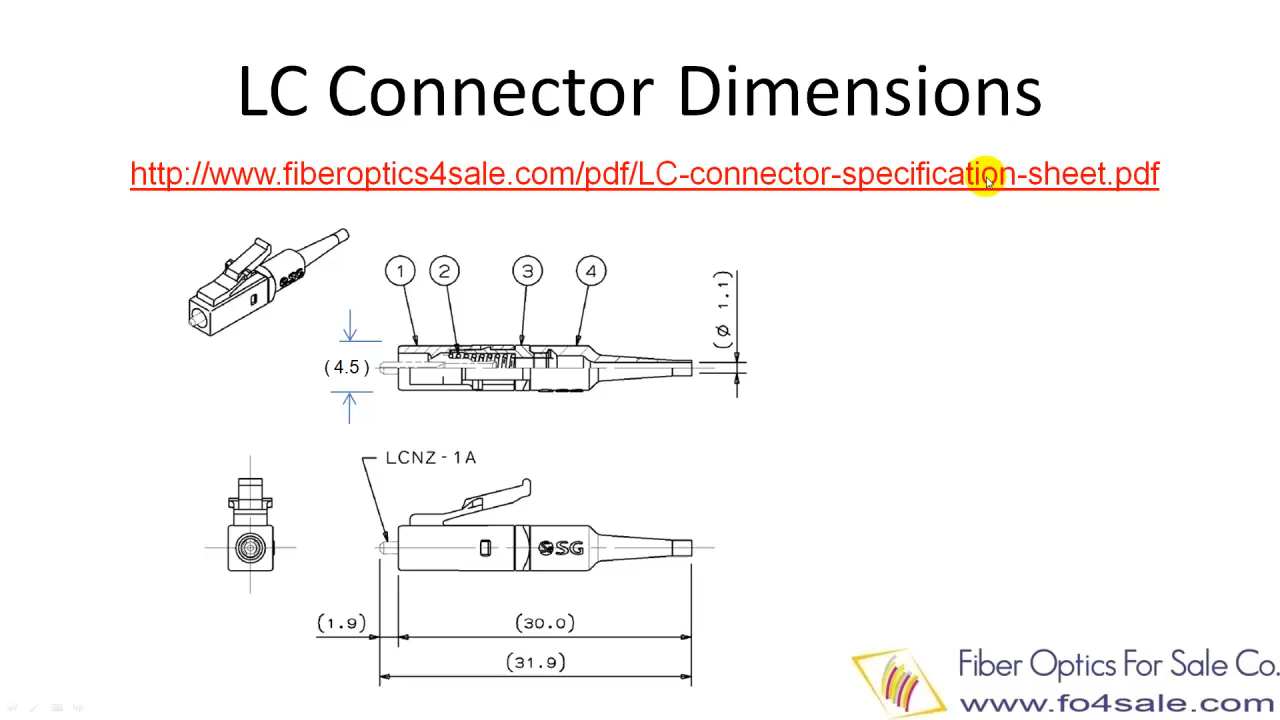 LC Connector Dimensions
http://www.fiberoptics4sale.com/pdf/LC-connector-specification-sheet.pdf
1 2 3 4
(Ø 1.1)
SG
(4.5)
LCNZ-1A
SG
(1.9) (30.0)
(31.9)
Fiber Optics For Sale Co.
www.fo4sale.com